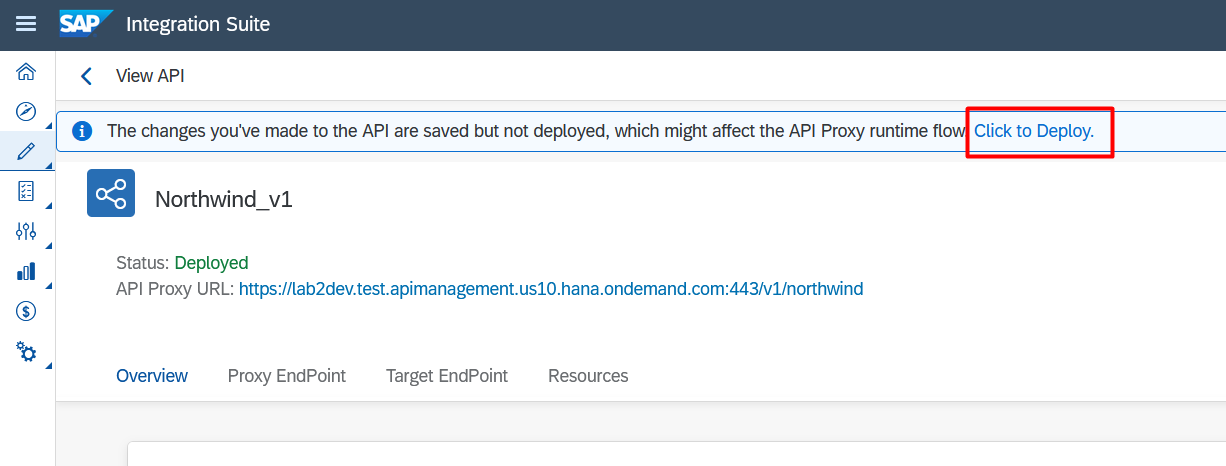 SAP Integration Suite
View API
The changes you've made to the API are saved but not deployed, which might affect the API Proxy runtime flow. Click to Deploy.
Northwind_v1
Status: Deployed
API Proxy URL: https://lab2dev.test.apimanagement.us10.hana.ondemand.com:443/v1/northwind
Overview Proxy EndPoint Target EndPoint Resources